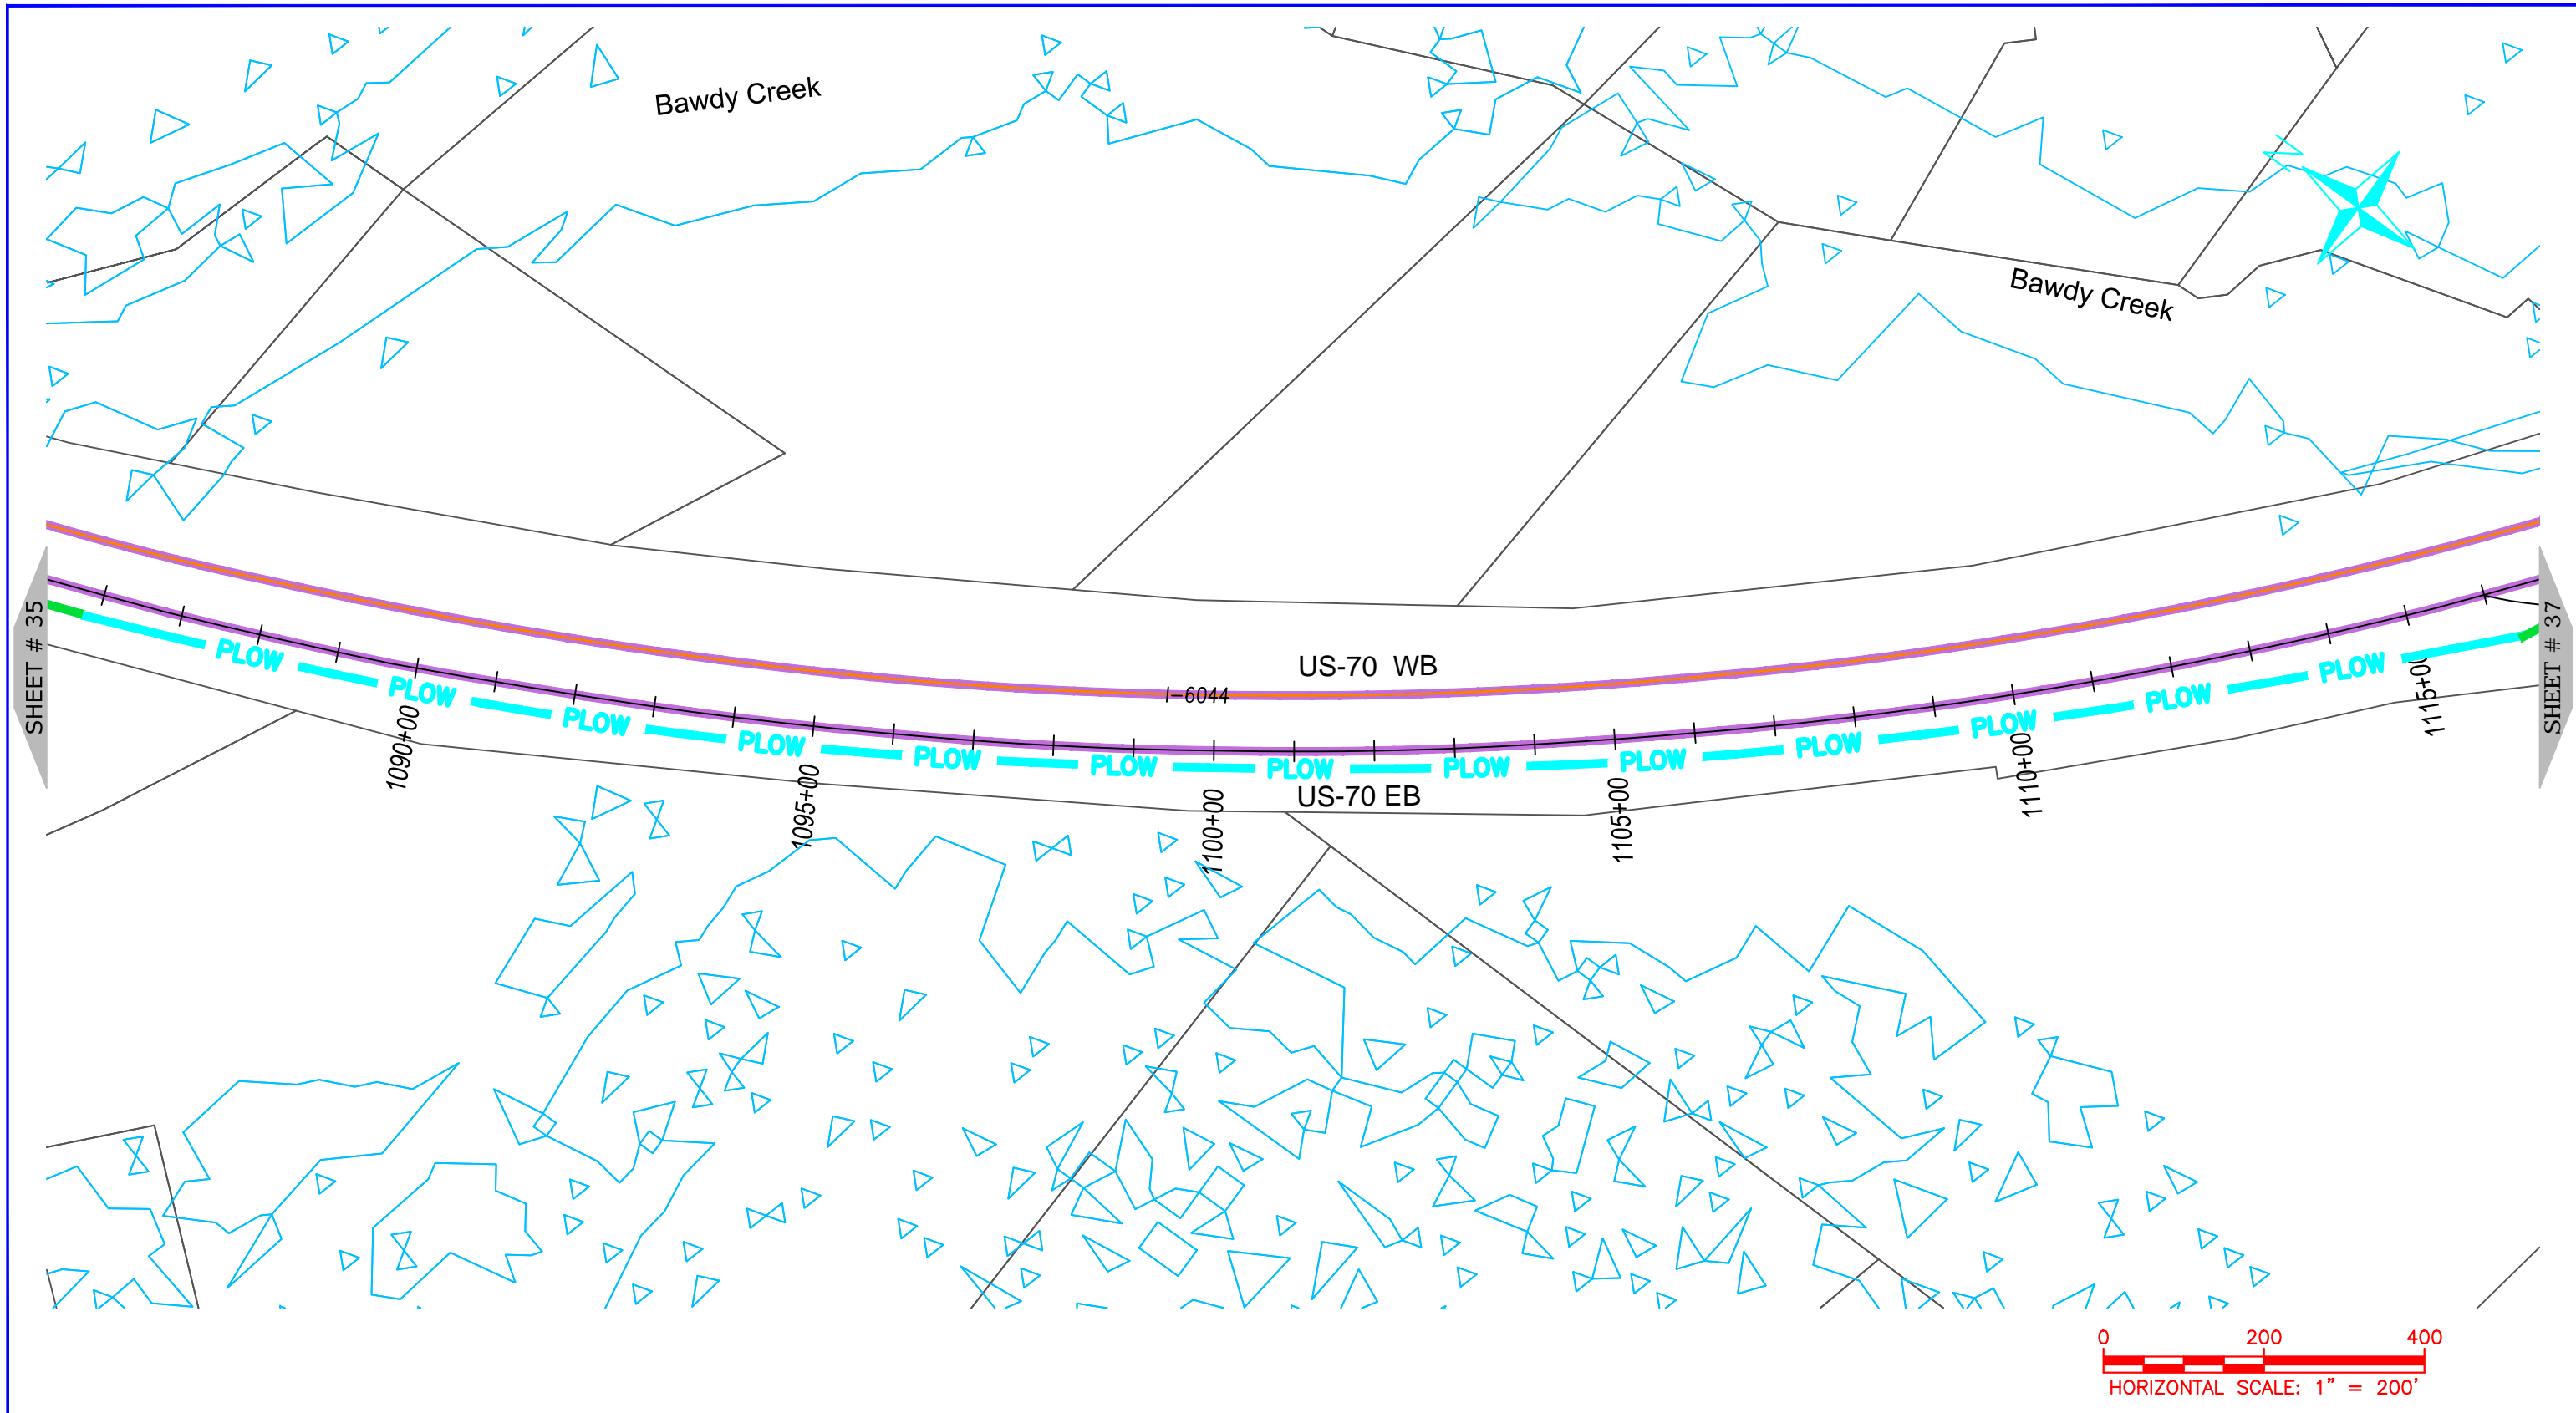 Bawdy Creek
Bawdy Creek
SHEET # 35
SHEET # 37
US-70 WB
I-6044
PLOW
PLOW
PLOW
PLOW
PLOW
PLOW
PLOW
PLOW
PLOW
PLOW
PLOW
PLOW
PLOW
US-70 EB
1090+00
1095+00
1100+00
1105+00
1110+00
1115+00
Z
0 200 400
HORIZONTAL SCALE: 1" = 200'